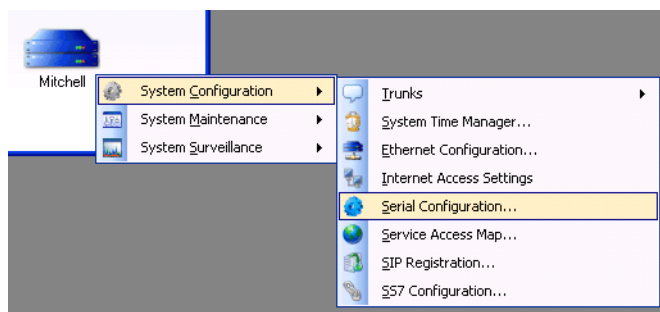 Mitchell
System Configuration
System Maintenance
System Surveillance
Trunks
System Time Manager...
Ethernet Configuration...
Internet Access Settings
Serial Configuration...
Service Access Map...
SIP Registration...
SS7 Configuration...